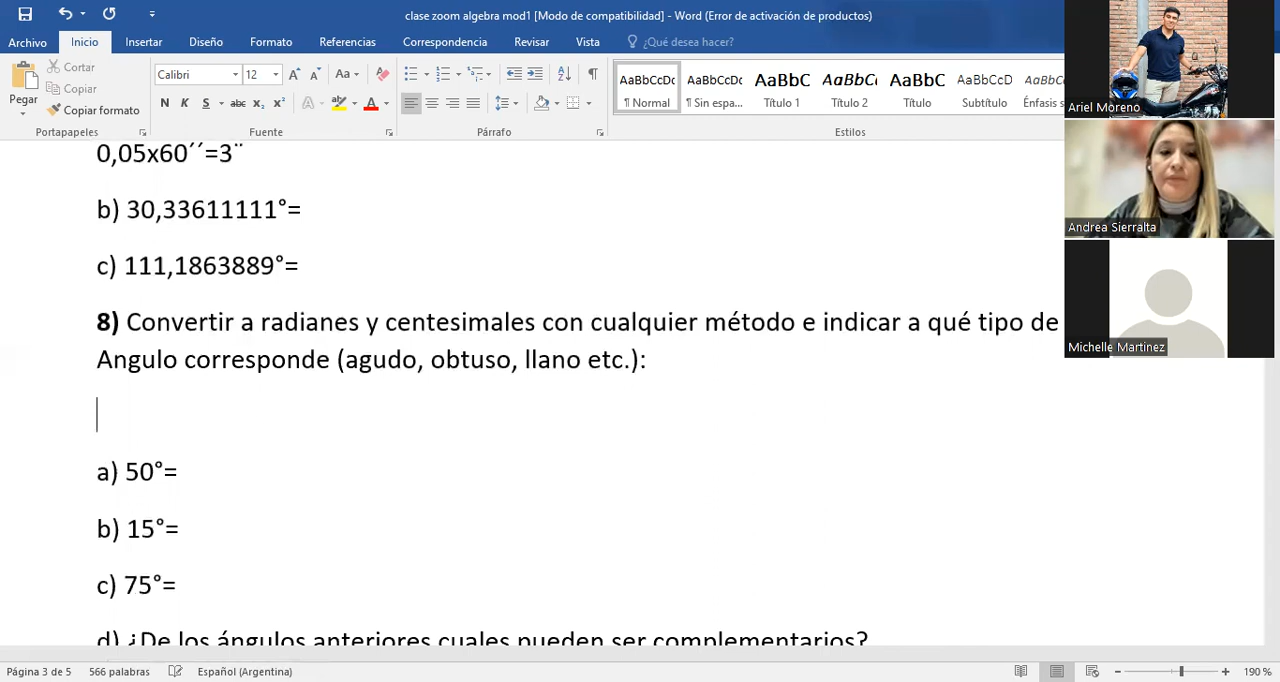 clase zoom algebra mod1 [Modo de compatibilidad] - Word (Error de activación de productos)
Archivo Inicio Insertar Diseño Formato Referencias Correspondencia Revisar Vista ¿Qué desea hacer?
Pegar
Cortar
Copiar
Copiar formato
Portapapeles
Calibri 12 A A Aa
N K S abc x₂ x² A A
Fuente
Párrafo
AaBbCcDc AaBbCcDc AaBbC AaBbC AaBbC AaBbCcD AaBbC
¶ Normal ¶ Sin espa... Título 1 Título 2 Título Subtítulo Énfasis
Estilos
Ariel Moreno
Andrea Sierralta
Michelle Martinez
0,05x60´´=3¨
b) 30,33611111°=
c) 111,1863889°=
8) Convertir a radianes y centesimales con cualquier método e indicar a qué tipo de
Angulo corresponde (agudo, obtuso, llano etc.):
a) 50°=
b) 15°=
c) 75°=
d) ¿De los ángulos anteriores cuales pueden ser complementarios?
Página 3 de 5 566 palabras Español (Argentina) 190 %